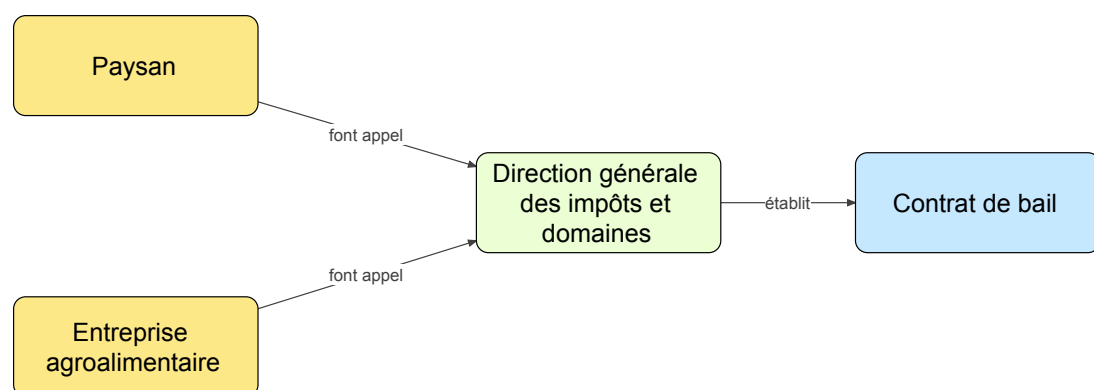 Paysan
font appel
Direction générale
des impôts et
domaines
établit
Contrat de bail
font appel
Entreprise
agroalimentaire